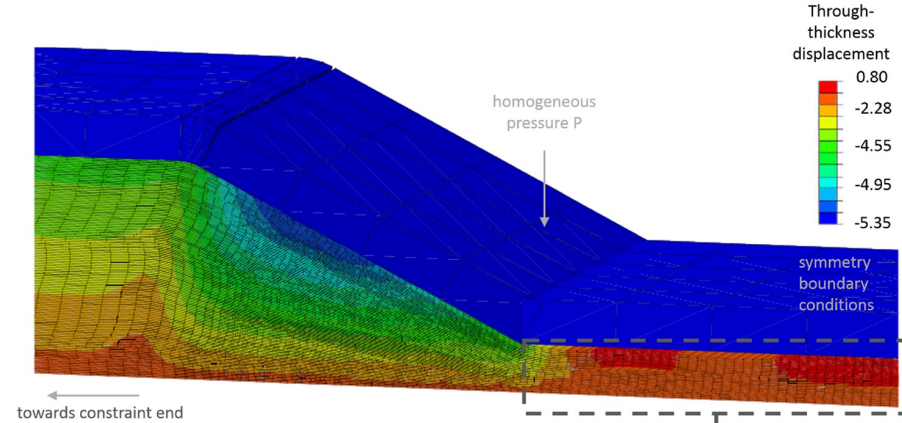 Through-
thickness
displacement
0.80
-2.28
-4.55
-4.95
-5.35
homogeneous
pressure P
symmetry
boundary
conditions
towards constraint end